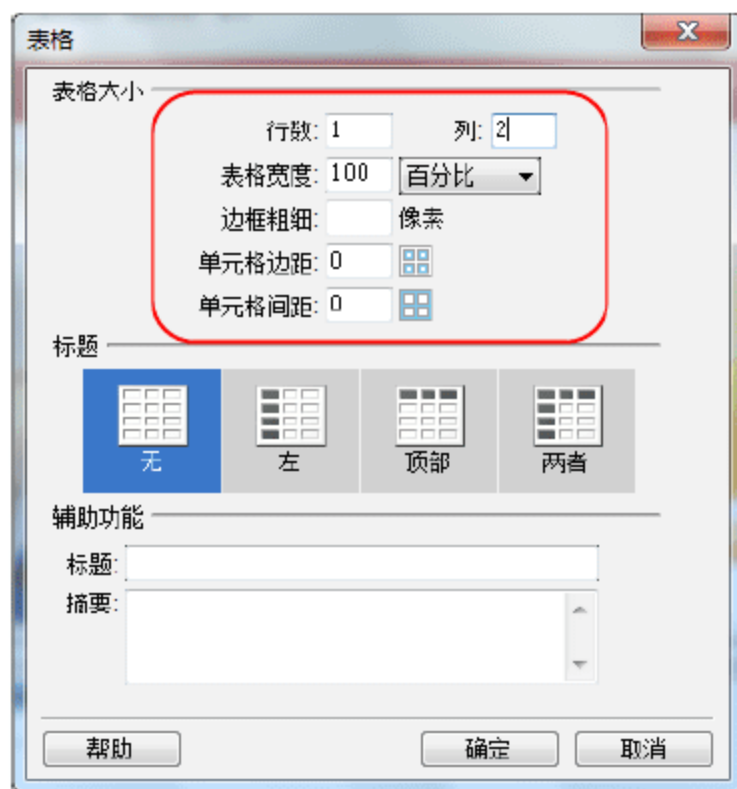 表格
表格大小
行数: 1 列: 2
表格宽度: 100 百分比
边框粗细: 像素
单元格边距: 0
单元格间距: 0
标题
无 左 顶部 两者
辅助功能
标题:
摘要:
帮助 确定 取消